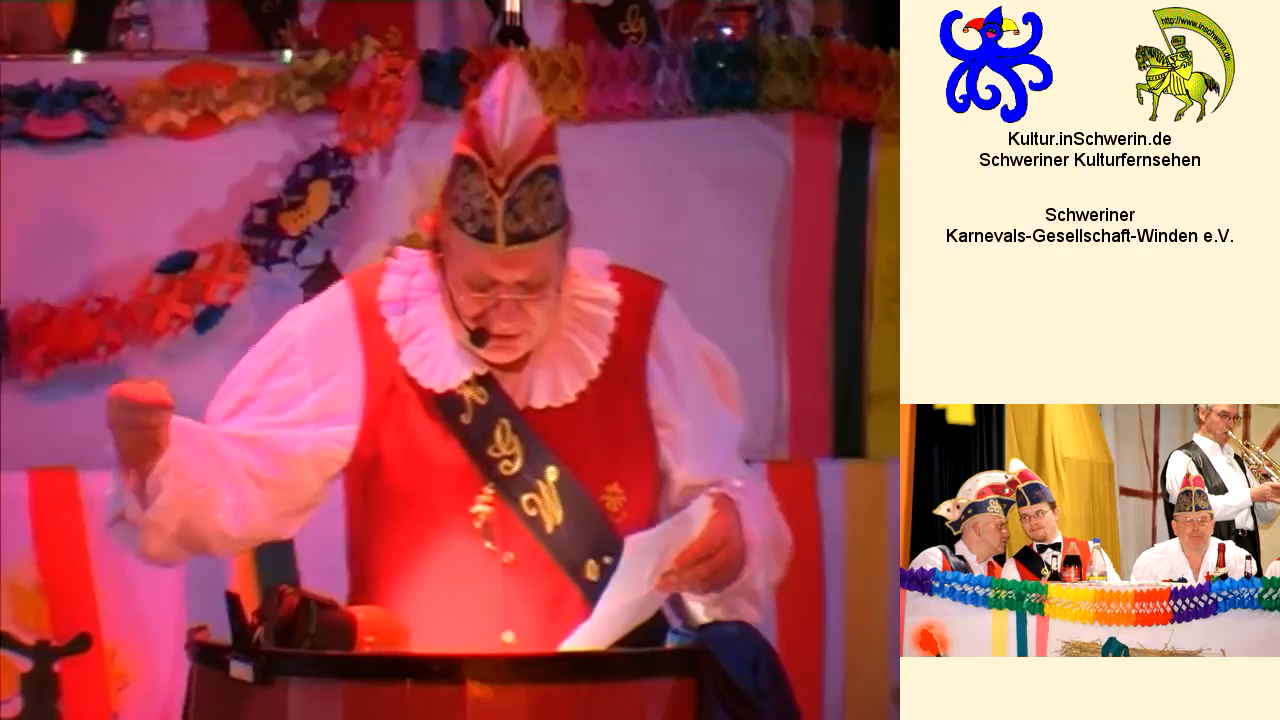 http://www.inschwerin.de
Kultur.inSchwerin.de
Schweriner Kulturfernsehen
Schweriner
Karnevals-Gesellschaft-Winden e.V.
G
W